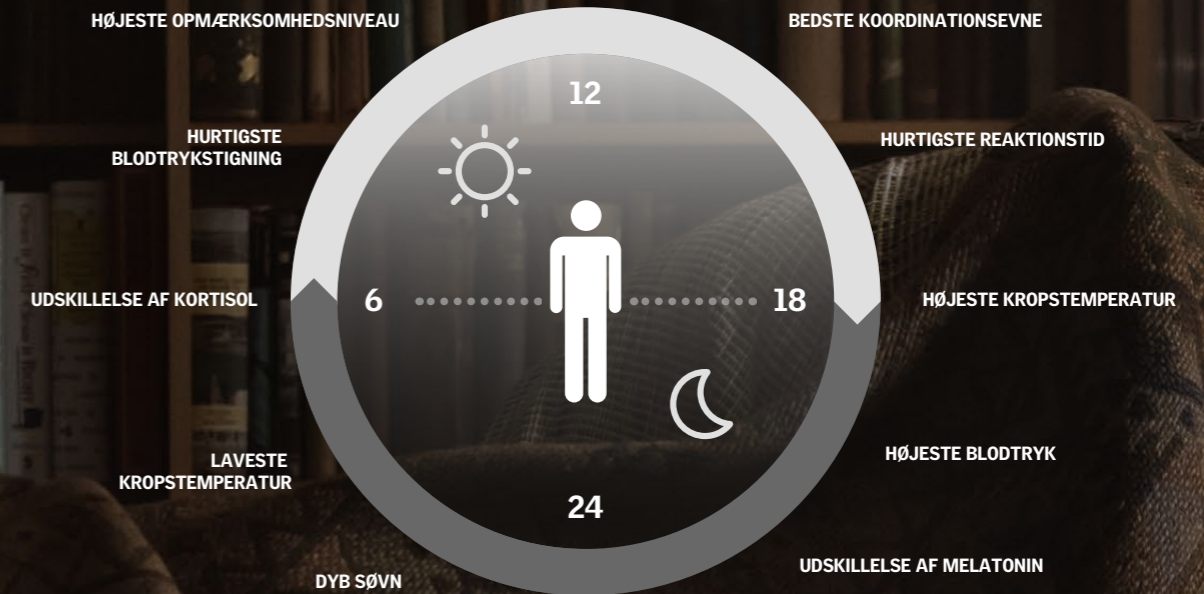 HØJESTE OPMÆRKSOMHEDSNIVEAU
BEDSTE KOORDINATIONSEVNE
12
HURTIGSTE
BLODTRYKSTIGNING
HURTIGSTE REAKTIONSTID
UDSKILLELSE AF KORTISOL
6
18
HØJESTE KROPSTEMPERATUR
LAVESTE
KROPSTEMPERATUR
HØJESTE BLODTRYK
24
DYB SØVN
UDSKILLELSE AF MELATONIN